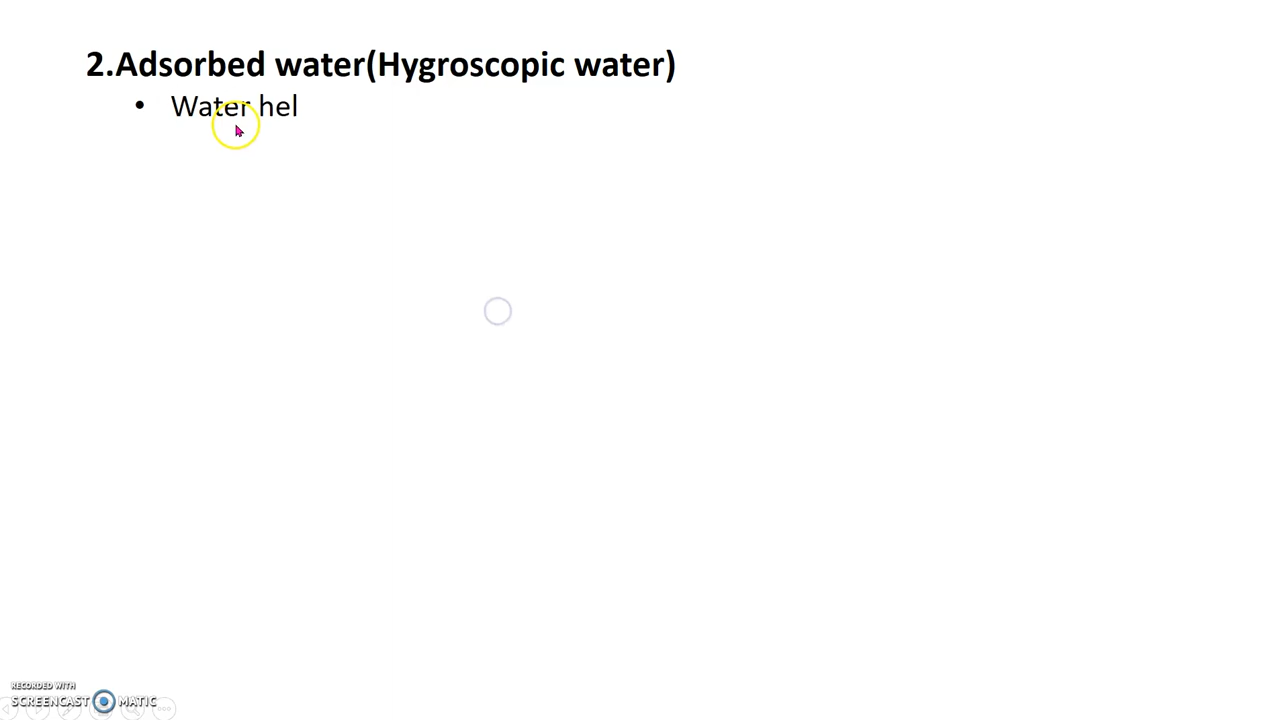 2.Adsorbed water(Hygroscopic water)
• Water hel
RECORDED WITH
SCREENCAST MATIC